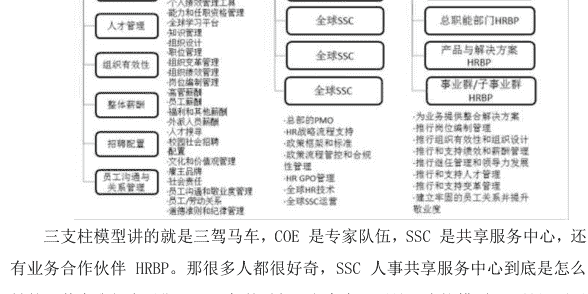 ·个人绩效管理工具
·能力和任职资格管理
·全球学习平台
·知识管理
人才管理
·组织设计
·职位管理
·组织变革管理
·组织绩效管理
·岗位编制管理
组织有效性
·高管薪酬
·员工薪酬
·福利和其他薪酬
·外派人员薪酬
整体薪酬
·人才搜寻
·校园社会招聘
·配置
招聘配置
·文化和价值观管理
·雇主品牌
·社会责任
·员工沟通和敬业度管理
·员工/劳动关系
·道德准则和纪律管理
员工沟通与
关系管理
全球SSC
全球SSC
全球SSC
·总部的PMO
·HR战略流程支持
·政策框架和标准
·政策流程管控和合规
性管理
·HR GPO管理
·全球HR技术
·全球SSC运营
总职能部门HRBP
产品与解决方案
HRBP
事业群/子事业群
HRBP
·为业务提供整合解决方案
·推行岗位编制管理
·推行组织有效性和组织设计
·推行和支持绩效和薪酬管理
·推行继任管理和领导力发展
·推行和支持人才管理
·推行和支持变革管理
·建立牢固的员工关系并提升
敬业度
三支柱模型讲的就是三驾马车，COE 是专家队伍，SSC 是共享服务中心，还
有业务合作伙伴 HRBP。那很多人都很好奇，SSC 人事共享服务中心到底是怎么